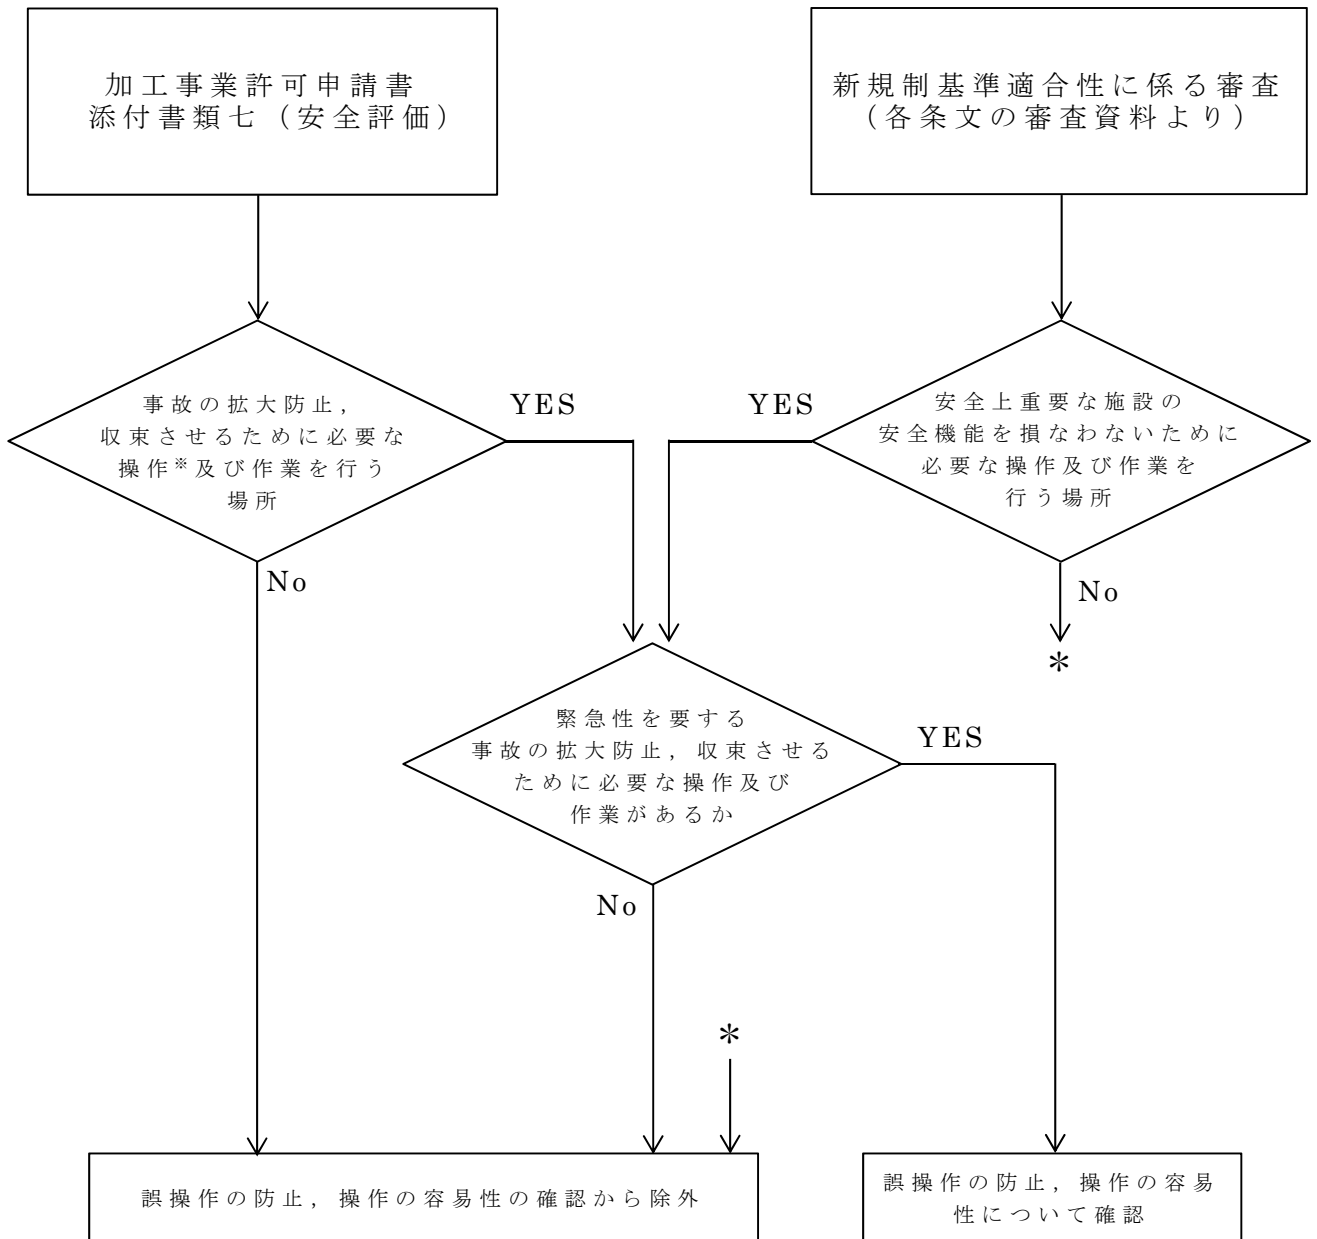 加工事業許可申請書
添付書類七（安全評価）
新規制基準適合性に係る審査
（各条文の審査資料より）
事故の拡大防止，
収束させるために必要な
操作※及び作業を行う
場所
YES
No
YES
安全上重要な施設の
安全機能を損なわないために
必要な操作及び作業を
行う場所
No
*
緊急性を要する
事故の拡大防止，収束させる
ために必要な操作及び
作業があるか
YES
No
*
誤操作の防止，操作の容易性の確認から除外
誤操作の防止，操作の容易
性について確認